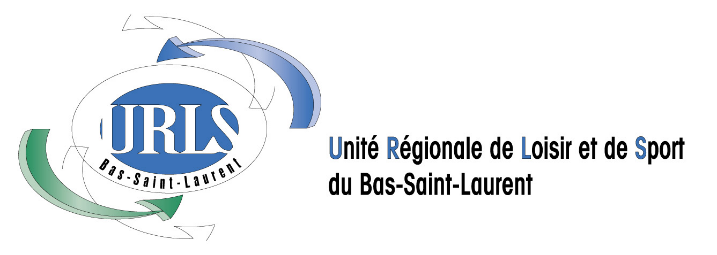 URLS
Bas-Saint-Laurent
Unité Régionale de Loisir et de Sport
du Bas-Saint-Laurent